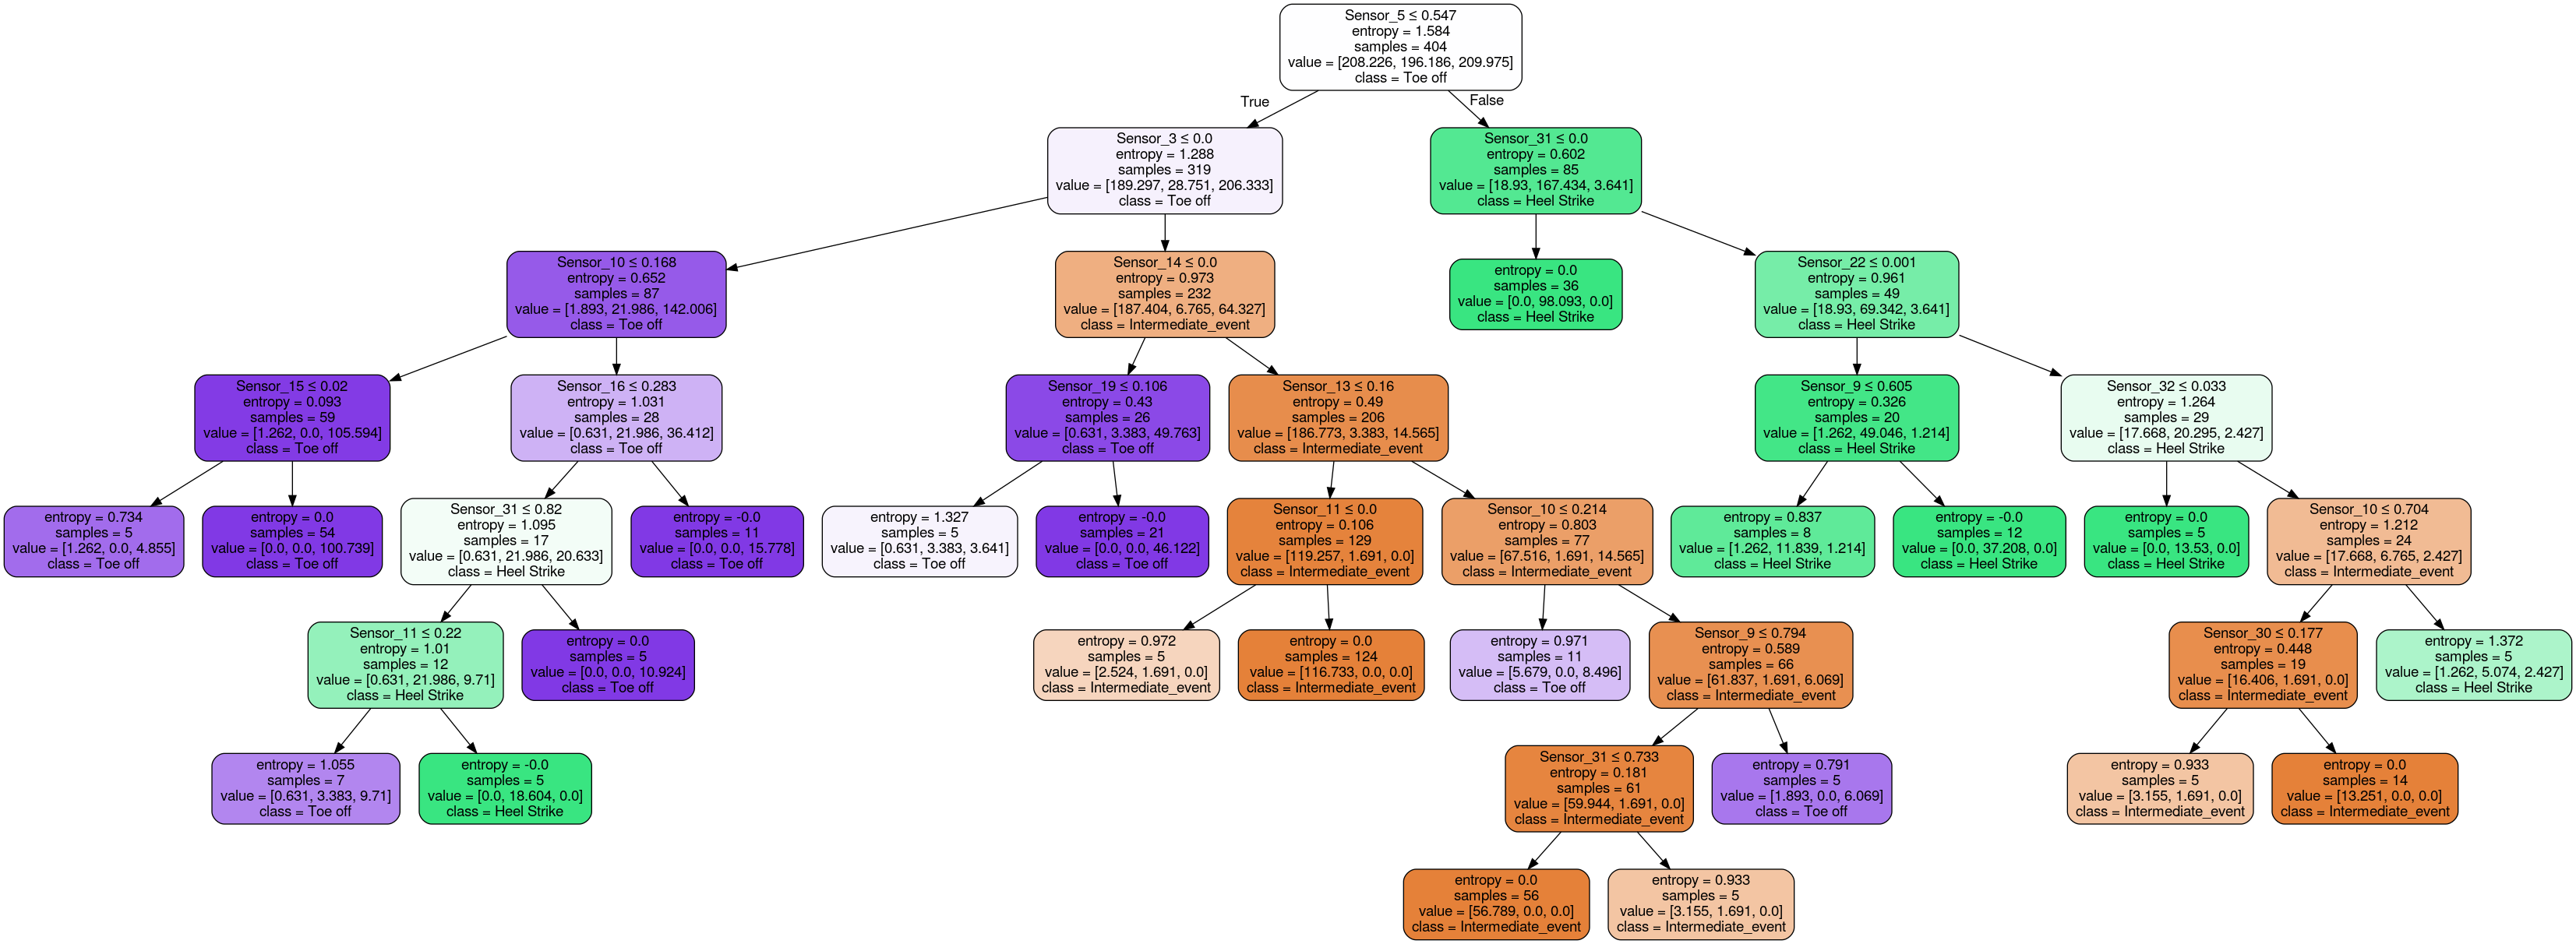 Sensor_5 ≤ 0.547
entropy = 1.584
samples = 404
value = [208.226, 196.186, 209.975]
class = Toe off
True
False
Sensor_3 ≤ 0.0
entropy = 1.288
samples = 319
value = [189.297, 28.751, 206.333]
class = Toe off
Sensor_31 ≤ 0.0
entropy = 0.602
samples = 85
value = [18.93, 167.434, 3.641]
class = Heel Strike
Sensor_10 ≤ 0.168
entropy = 0.652
samples = 87
value = [1.893, 21.986, 142.006]
class = Toe off
Sensor_14 ≤ 0.0
entropy = 0.973
samples = 232
value = [187.404, 6.765, 64.327]
class = Intermediate_event
entropy = 0.0
samples = 36
value = [0.0, 98.093, 0.0]
class = Heel Strike
Sensor_22 ≤ 0.001
entropy = 0.961
samples = 49
value = [18.93, 69.342, 3.641]
class = Heel Strike
Sensor_15 ≤ 0.02
entropy = 0.093
samples = 59
value = [1.262, 0.0, 105.594]
class = Toe off
Sensor_16 ≤ 0.283
entropy = 1.031
samples = 28
value = [0.631, 21.986, 36.412]
class = Toe off
Sensor_19 ≤ 0.106
entropy = 0.43
samples = 26
value = [0.631, 3.383, 49.763]
class = Toe off
Sensor_13 ≤ 0.16
entropy = 0.49
samples = 206
value = [186.773, 3.383, 14.565]
class = Intermediate_event
Sensor_9 ≤ 0.605
entropy = 0.326
samples = 20
value = [1.262, 49.046, 1.214]
class = Heel Strike
Sensor_32 ≤ 0.033
entropy = 1.264
samples = 29
value = [17.668, 20.295, 2.427]
class = Heel Strike
entropy = 0.734
samples = 5
value = [1.262, 0.0, 4.855]
class = Toe off
entropy = 0.0
samples = 54
value = [0.0, 0.0, 100.739]
class = Toe off
Sensor_31 ≤ 0.82
entropy = 1.095
samples = 17
value = [0.631, 21.986, 20.633]
class = Heel Strike
entropy = -0.0
samples = 11
value = [0.0, 0.0, 15.778]
class = Toe off
entropy = 1.327
samples = 5
value = [0.631, 3.383, 3.641]
class = Toe off
entropy = -0.0
samples = 21
value = [0.0, 0.0, 46.122]
class = Toe off
Sensor_11 ≤ 0.0
entropy = 0.106
samples = 129
value = [119.257, 1.691, 0.0]
class = Intermediate_event
Sensor_10 ≤ 0.214
entropy = 0.803
samples = 77
value = [67.516, 1.691, 14.565]
class = Intermediate_event
entropy = 0.837
samples = 8
value = [1.262, 11.839, 1.214]
class = Heel Strike
entropy = -0.0
samples = 12
value = [0.0, 37.208, 0.0]
class = Heel Strike
entropy = 0.0
samples = 5
value = [0.0, 13.53, 0.0]
class = Heel Strike
Sensor_10 ≤ 0.704
entropy = 1.212
samples = 24
value = [17.668, 6.765, 2.427]
class = Intermediate_event
Sensor_11 ≤ 0.22
entropy = 1.01
samples = 12
value = [0.631, 21.986, 9.71]
class = Heel Strike
entropy = 0.0
samples = 5
value = [0.0, 0.0, 10.924]
class = Toe off
entropy = 0.972
samples = 5
value = [2.524, 1.691, 0.0]
class = Intermediate_event
entropy = 0.0
samples = 124
value = [116.733, 0.0, 0.0]
class = Intermediate_event
entropy = 0.971
samples = 11
value = [5.679, 0.0, 8.496]
class = Toe off
Sensor_9 ≤ 0.794
entropy = 0.589
samples = 66
value = [61.837, 1.691, 6.069]
class = Intermediate_event
Sensor_30 ≤ 0.177
entropy = 0.448
samples = 19
value = [16.406, 1.691, 0.0]
class = Intermediate_event
entropy = 1.372
samples = 5
value = [1.262, 5.074, 2.427]
class = Heel Strike
entropy = 1.055
samples = 7
value = [0.631, 3.383, 9.71]
class = Toe off
entropy = -0.0
samples = 5
value = [0.0, 18.604, 0.0]
class = Heel Strike
Sensor_31 ≤ 0.733
entropy = 0.181
samples = 61
value = [59.944, 1.691, 0.0]
class = Intermediate_event
entropy = 0.791
samples = 5
value = [1.893, 0.0, 6.069]
class = Toe off
entropy = 0.933
samples = 5
value = [3.155, 1.691, 0.0]
class = Intermediate_event
entropy = 0.0
samples = 14
value = [13.251, 0.0, 0.0]
class = Intermediate_event
entropy = 0.0
samples = 56
value = [56.789, 0.0, 0.0]
class = Intermediate_event
entropy = 0.933
samples = 5
value = [3.155, 1.691, 0.0]
class = Intermediate_event